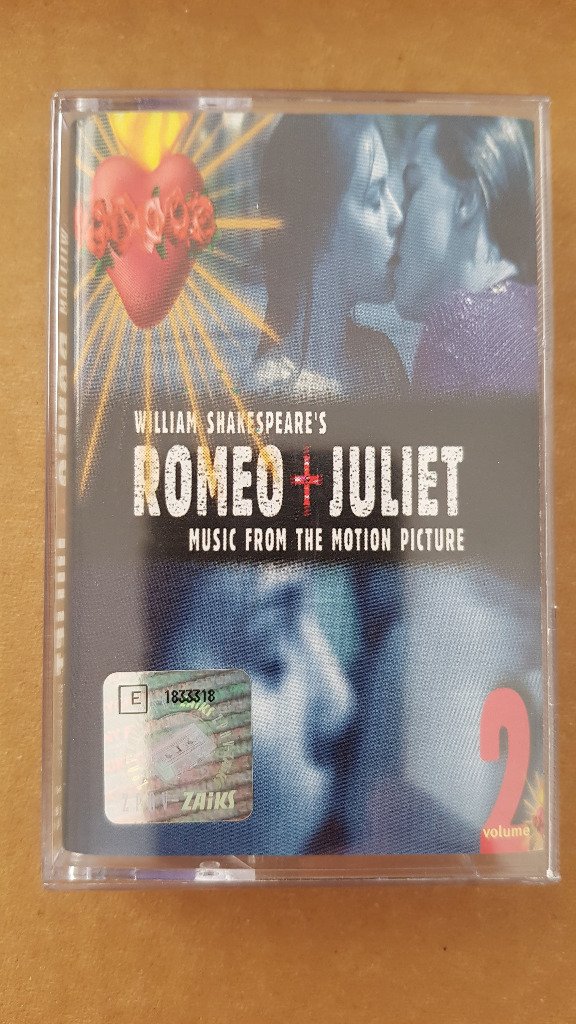 WILLIAM SHAKESPEARE'S
ROMEO + JULIET
MUSIC FROM THE MOTION PICTURE
E 1833318
ZAiKS
2
volume